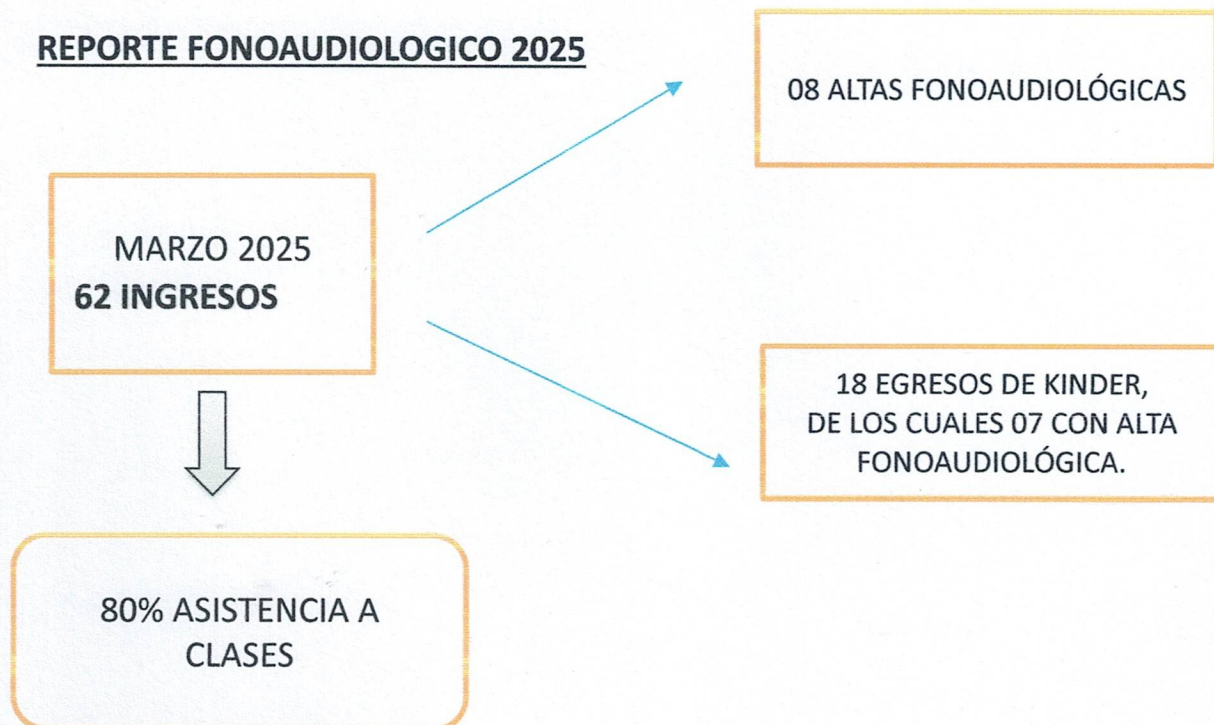 REPORTE FONOAUDIOLOGICO 2025
08 ALTAS FONOAUDIOLÓGICAS
MARZO 2025
62 INGRESOS
18 EGRESOS DE KINDER,
DE LOS CUALES 07 CON ALTA
FONOAUDIOLÓGICA.
80% ASISTENCIA A
CLASES